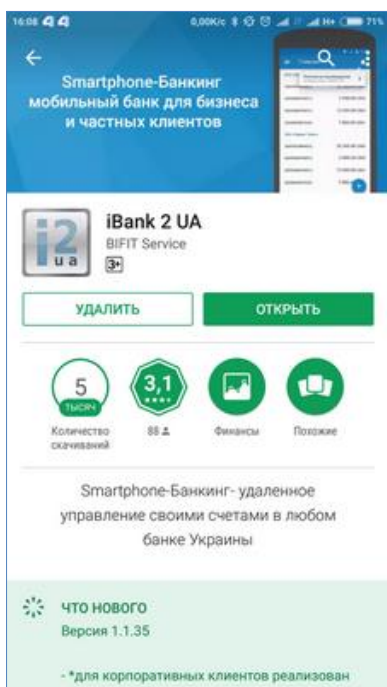 16:08
0,00K/c
H+
71%
Smartphone-Банкинг
мобильный банк для бизнеса
и частных клиентов
i2
ua
iBank 2 UA
BIFIT Service
3+
УДАЛИТЬ
ОТКРЫТЬ
5
ТЫСЯЧ
3,1
Количество
скачиваний
88
Финансы
Похожие
Smartphone-Банкинг- удаленное
управление своими счетами в любом
банке Украины
ЧТО НОВОГО
Версия 1.1.35
- *для корпоративных клиентов реализован